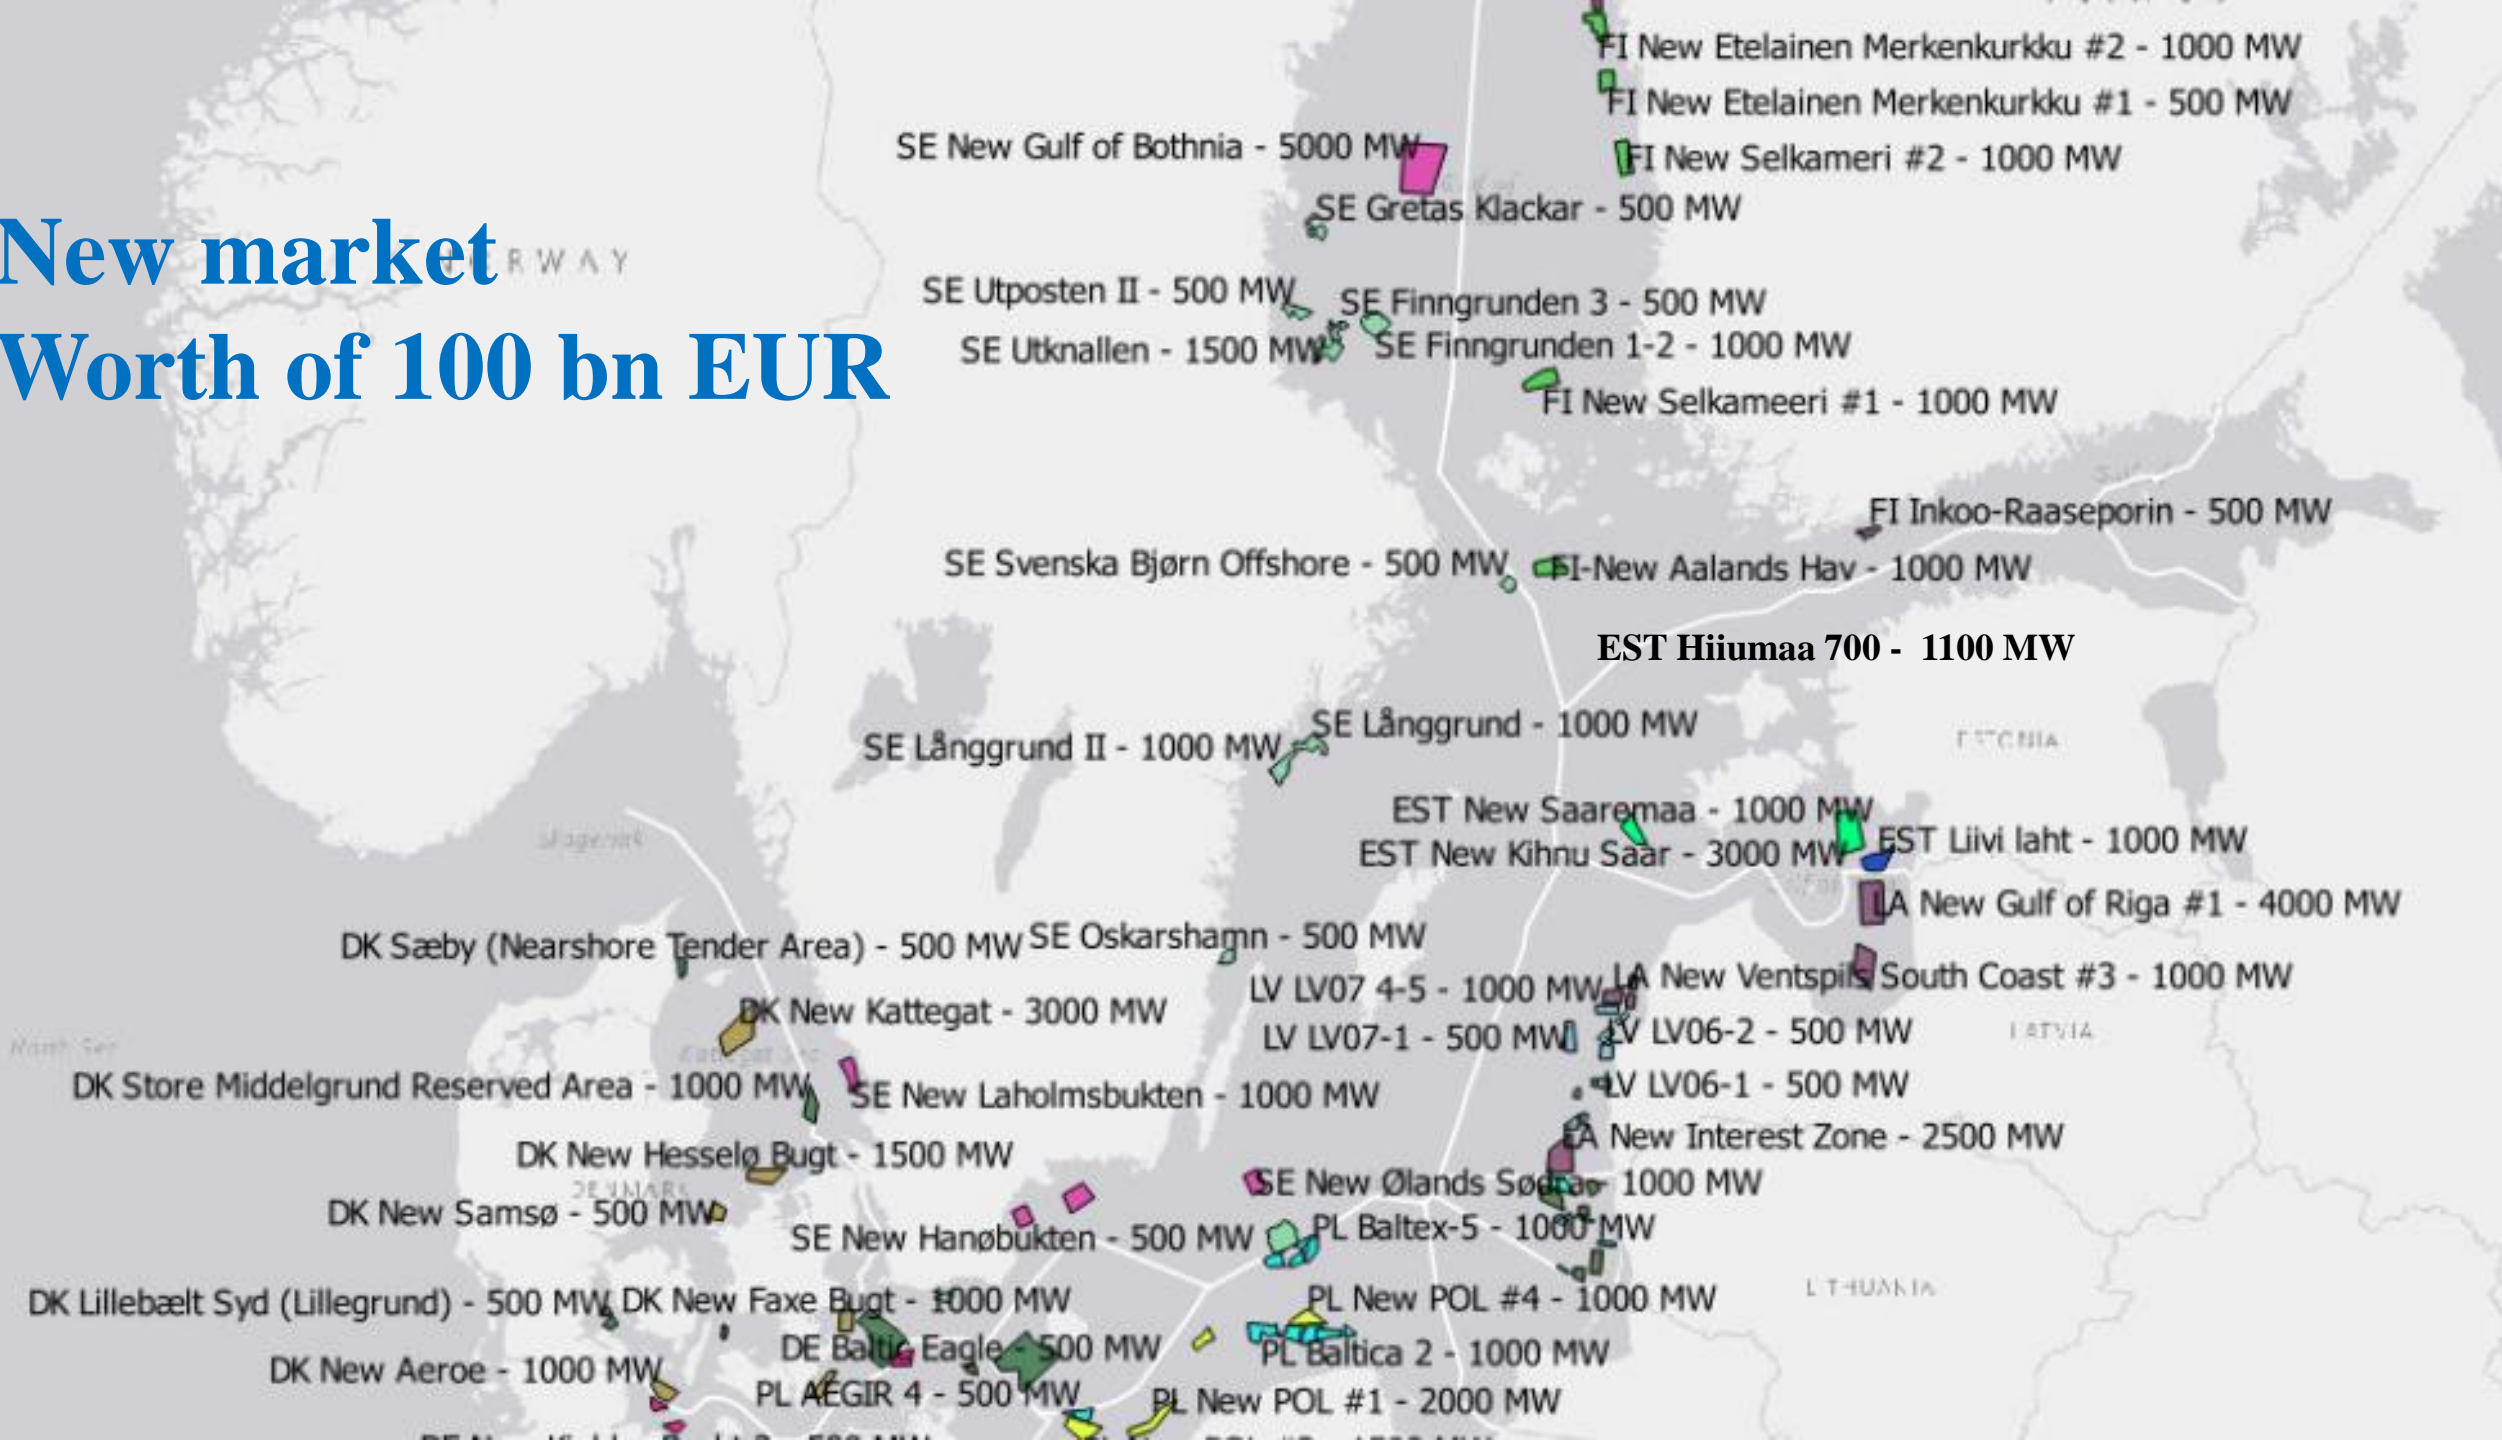 FI New Etelainen Merkenkurkku #2 - 1000 MW
FI New Etelainen Merkenkurkku #1 - 500 MW
SE New Gulf of Bothnia - 5000 MW
FI New Selkameri #2 - 1000 MW
SE Gretas Klackar - 500 MW
New market
NORWAY
SE Utposten II - 500 MW
SE Finngrunden 3 - 500 MW
SE Utknallen - 1500 MW
SE Finngrunden 1-2 - 1000 MW
Worth of 100 bn EUR
FI New Selkameeri #1 - 1000 MW
FI Inkoo-Raaseporin - 500 MW
SE Svenska Bjørn Offshore - 500 MW
FI-New Aalands Hav - 1000 MW
EST Hiiumaa 700 - 1100 MW
SE Långgrund - 1000 MW
SE Långgrund II - 1000 MW
ESTONIA
EST New Saaremaa - 1000 MW
Skagerrak
EST Liivi laht - 1000 MW
EST New Kihnu Saar - 3000 MW
LA New Gulf of Riga #1 - 4000 MW
DK Sæby (Nearshore Tender Area) - 500 MW
SE Oskarshamn - 500 MW
LA New Ventspils South Coast #3 - 1000 MW
LV LV07 4-5 - 1000 MW
DK New Kattegat - 3000 MW
LV LV07-1 - 500 MW
LV LV06-2 - 500 MW
LATVIA
North Sea
Kattegat Sea
DK Store Middelgrund Reserved Area - 1000 MW
LV LV06-1 - 500 MW
SE New Laholmsbukten - 1000 MW
LA New Interest Zone - 2500 MW
DK New Hesselø Bugt - 1500 MW
DENMARK
SE New Ølands Sødra - 1000 MW
DK New Samsø - 500 MW
PL Baltex-5 - 1000 MW
SE New Hanøbukten - 500 MW
LITHUANIA
DK Lillebælt Syd (Lillegrund) - 500 MW
DK New Faxe Bugt - 1000 MW
PL New POL #4 - 1000 MW
DE Baltic Eagle - 500 MW
PL Baltica 2 - 1000 MW
DK New Aeroe - 1000 MW
PL AEGIR 4 - 500 MW
PL New POL #1 - 2000 MW